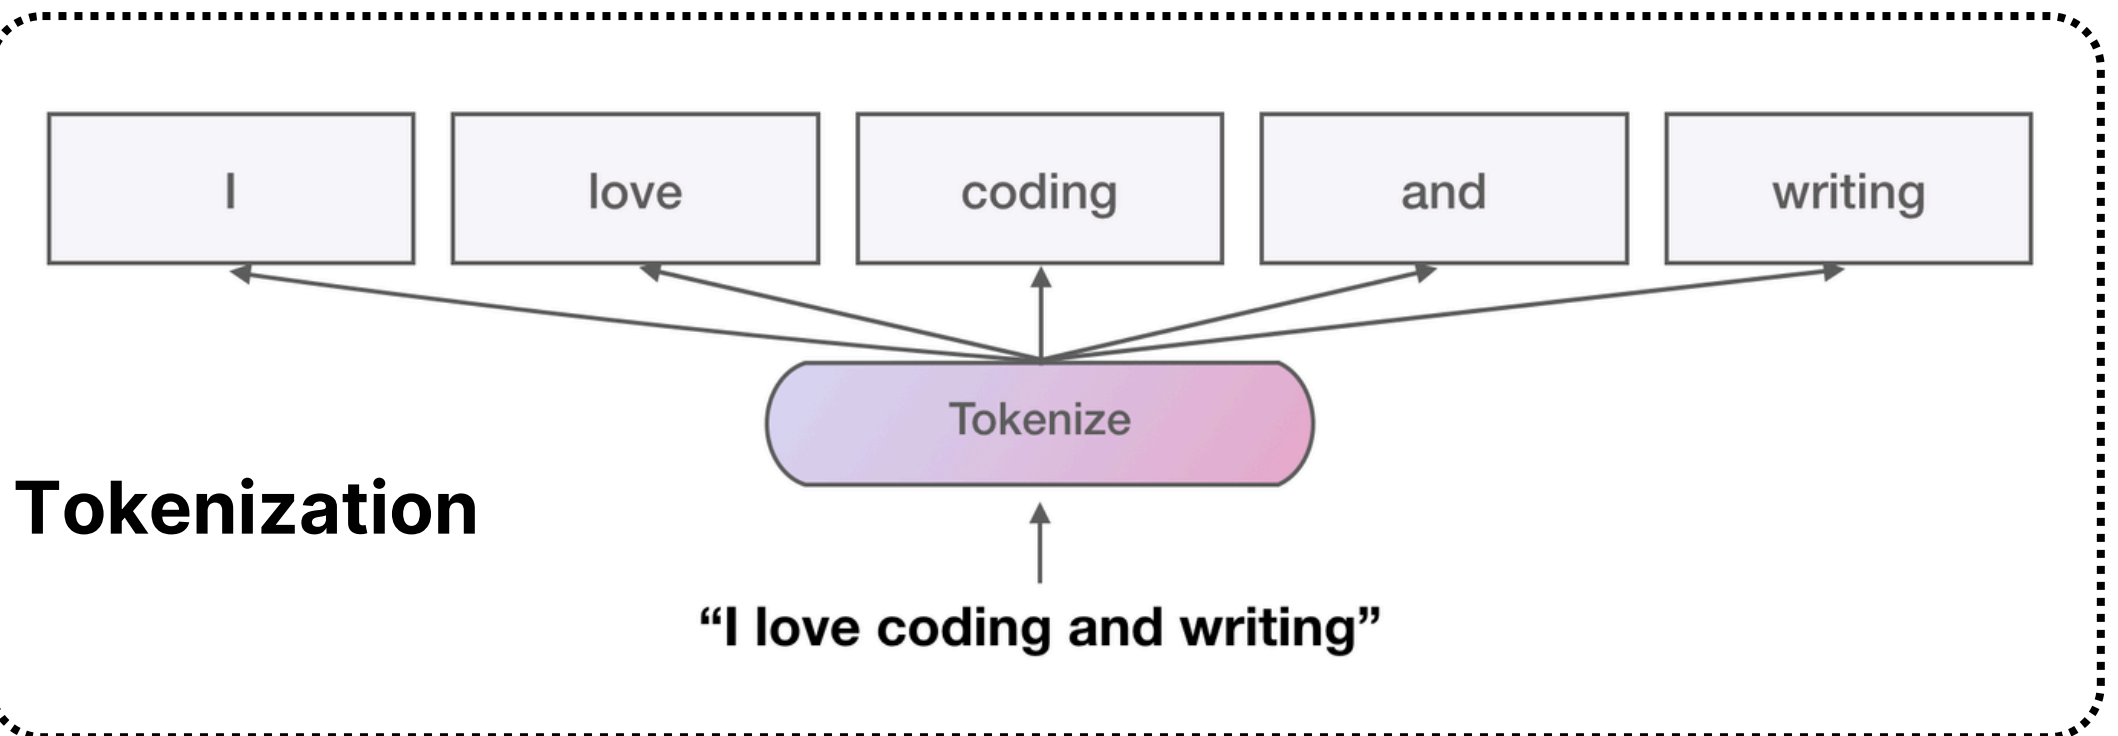 I love coding and writing
Tokenize
Tokenization
“I love coding and writing”